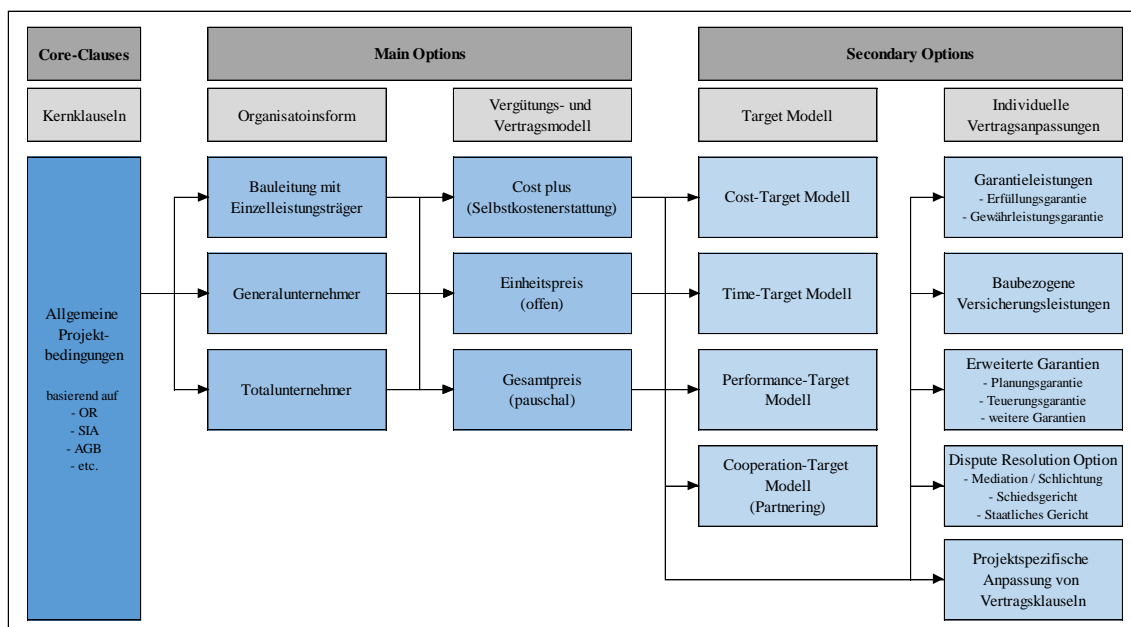 Core-Clauses
Main Options
Secondary Options
Kernklauseln
Organisatoinsform
Vergütungs- und
Vertragsmodell
Target Modell
Individuelle
Vertragsanpassungen
Allgemeine
Projekt-
bedingungen
basierend auf
- OR
- SIA
- AGB
- etc.
Bauleitung mit
Einzelleistungsträger
Generalunternehmer
Totalunternehmer
Cost plus
(Selbstkostenerstattung)
Einheitspreis
(offen)
Gesamtpreis
(pauschal)
Cost-Target Modell
Time-Target Modell
Performance-Target
Modell
Cooperation-Target
Modell
(Partnering)
Garantieleistungen
- Erfüllungsgarantie
- Gewährleistungsgarantie
Baubezogene
Versicherungsleistungen
Erweiterte Garantien
- Planungsgarantie
- Teuerungsgarantie
- weitere Garantien
Dispute Resolution Option
- Mediation / Schlichtung
- Schiedsgericht
- Staatliches Gericht
Projektspezifische
Anpassung von
Vertragsklauseln